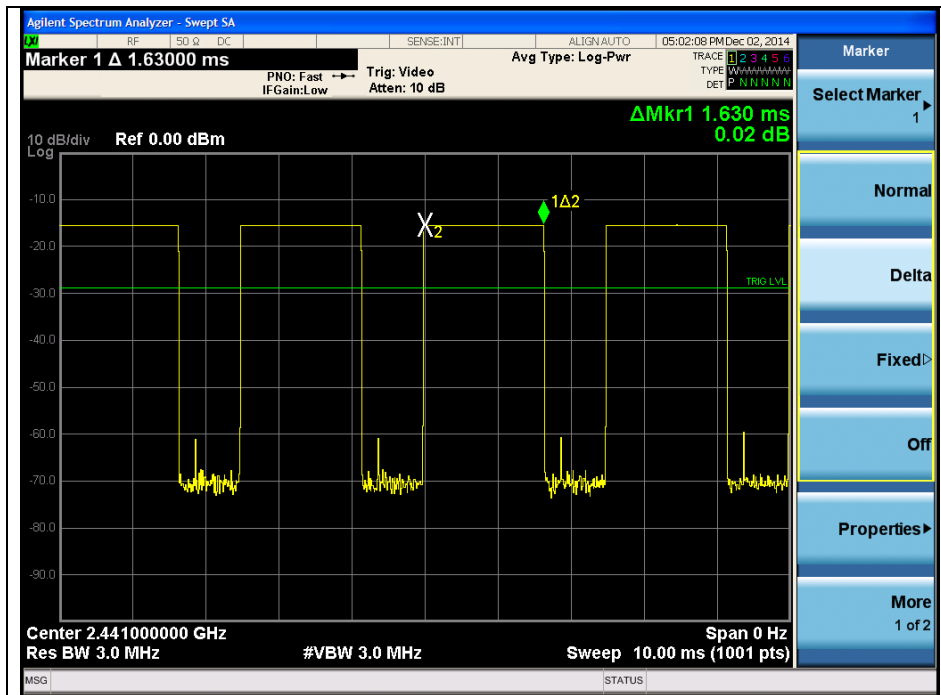 Agilent Spectrum Analyzer - Swept SA
LXI RF 50 Ω DC SENSE:INT ALIGN AUTO 05:02:08 PM Dec 02, 2014
Marker 1 Δ 1.63000 ms
PNO: Fast
IFGain:Low
Trig: Video
Atten: 10 dB
Avg Type: Log-Pwr
TRACE 1 2 3 4 5 6
TYPE WWWWWW
DET P N N N N N
ΔMkr1 1.630 ms
0.02 dB
10 dB/div Ref 0.00 dBm
Log
-10.0
-20.0
-30.0
-40.0
-50.0
-60.0
-70.0
-80.0
-90.0
X2
1Δ2
TRIG LVL
Center 2.441000000 GHz
Span 0 Hz
Res BW 3.0 MHz
#VBW 3.0 MHz
Sweep 10.00 ms (1001 pts)
MSG
STATUS
Marker
Select Marker
1
Normal
Delta
Fixed
Off
Properties
More
1 of 2